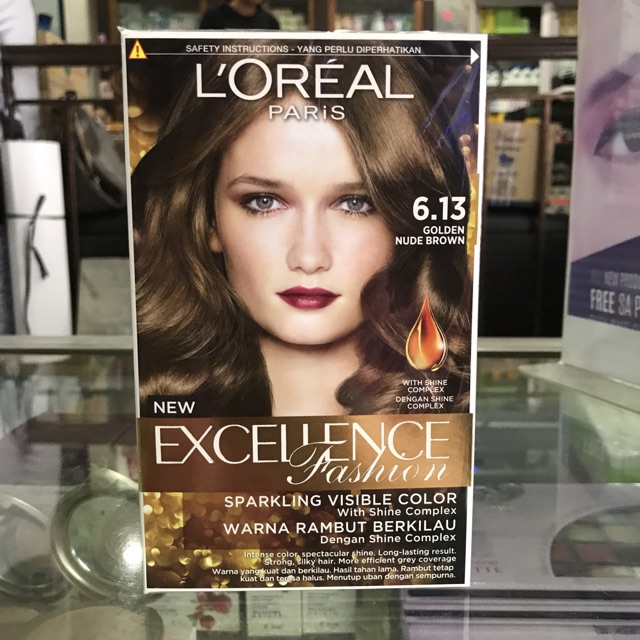 SAFETY INSTRUCTIONS - YANG PERLU DIPERHATIKAN
L'ORÉAL
PARiS
6.13
GOLDEN
NUDE BROWN
WITH SHINE
COMPLEX
DENGAN SHINE
COMPLEX
NEW
EXCELLENCE
Fashion
SPARKLING VISIBLE COLOR
With Shine Complex
WARNA RAMBUT BERKILAU
Dengan Shine Complex
Intense color, spectacular shine. Long-lasting result.
Strong, silky hair. More efficient grey coverage
Warna yang kuat dan berkilau. Hasil tahan lama. Rambut tetap
kuat dan terasa halus. Menutup uban dengan sempurna.
NEW PRODU
FREE SA